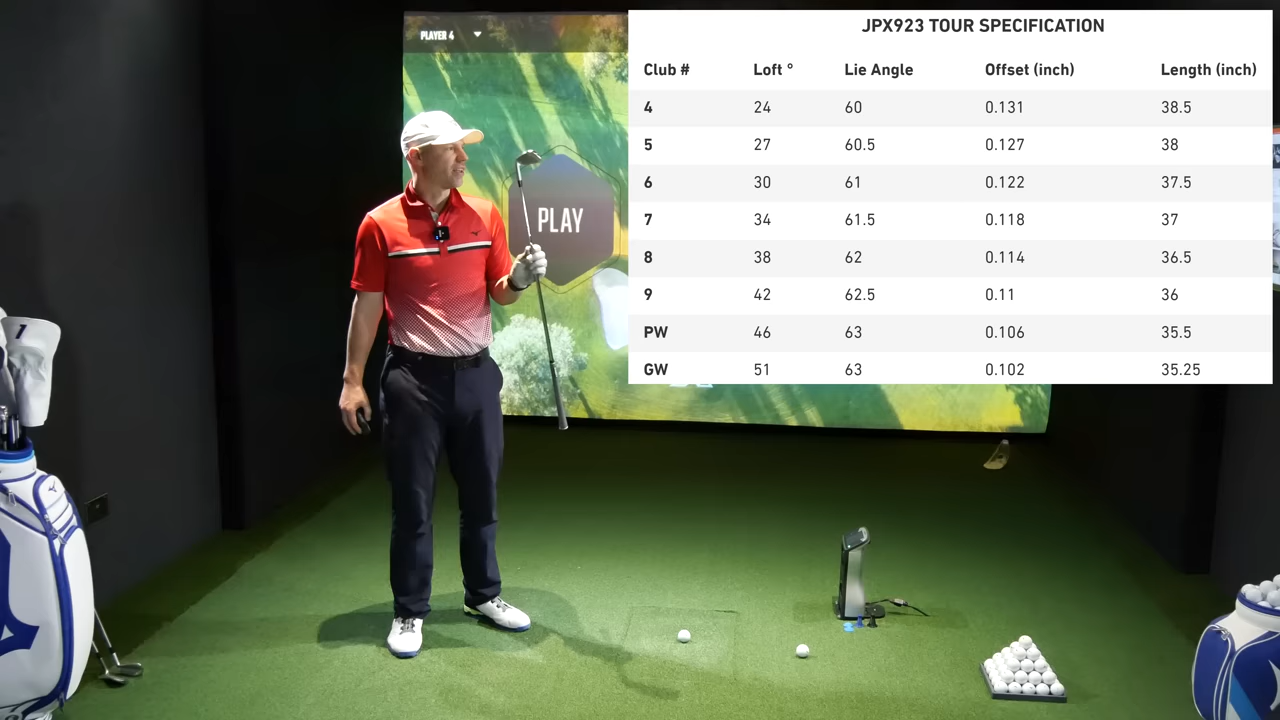 PLAYER 4
PLAY
1
JPX923 TOUR SPECIFICATION
Club # Loft ° Lie Angle Offset (inch) Length (inch)
4 24 60 0.131 38.5
5 27 60.5 0.127 38
6 30 61 0.122 37.5
7 34 61.5 0.118 37
8 38 62 0.114 36.5
9 42 62.5 0.11 36
PW 46 63 0.106 35.5
GW 51 63 0.102 35.25